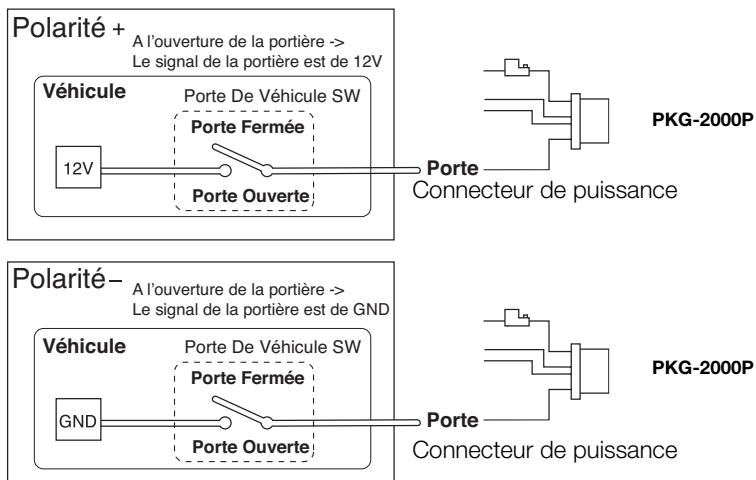 Polarité +
A l'ouverture de la portière ->
Le signal de la portière est de 12V
Véhicule
Porte De Véhicule SW
Porte Fermée
12V
Porte Ouverte
Porte
Connecteur de puissance
PKG-2000P
Polarité–
A l'ouverture de la portière ->
Le signal de la portière est de GND
Véhicule
Porte De Véhicule SW
Porte Fermée
GND
Porte Ouverte
Porte
Connecteur de puissance
PKG-2000P